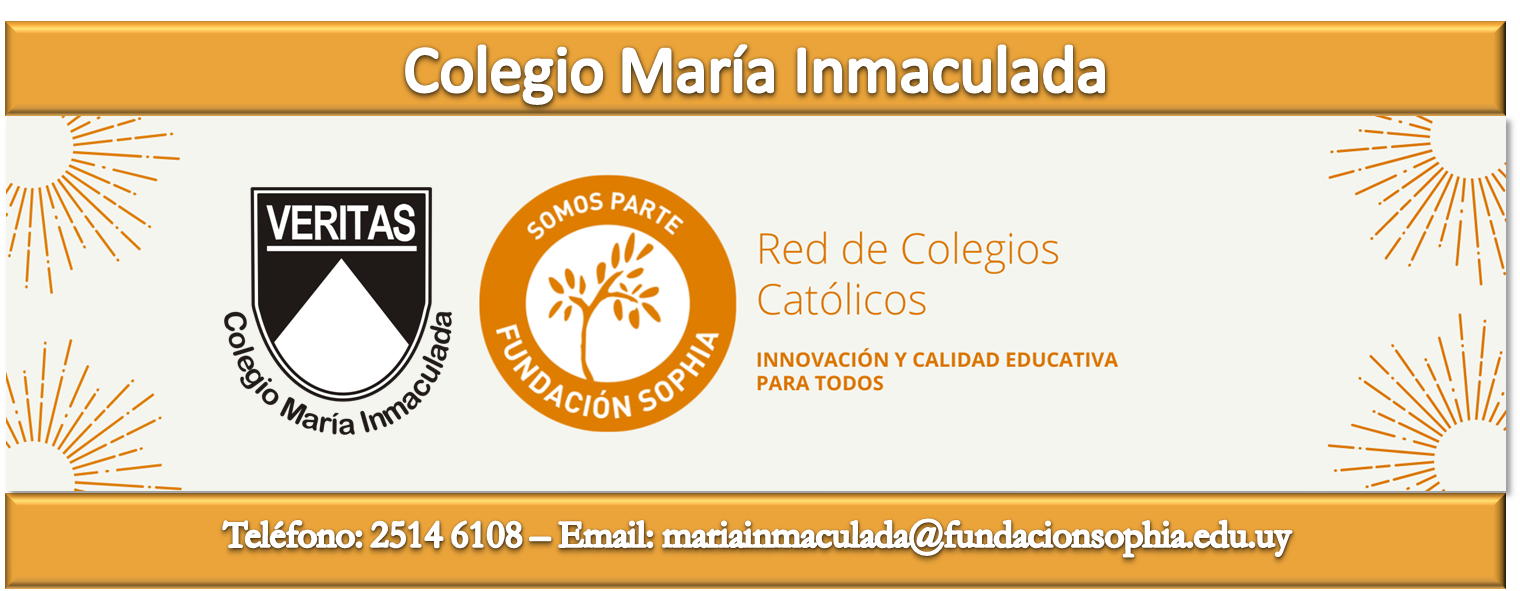 Colegio María Inmaculada
VERITAS
Colegio María Inmaculada
SOMOS PARTE
FUNDACIÓN SOPHIA
Red de Colegios
Católicos
INNOVACIÓN Y CALIDAD EDUCATIVA
PARA TODOS
Teléfono: 2514 6108 – Email: mariainmaculada@fundacionsophia.edu.uy